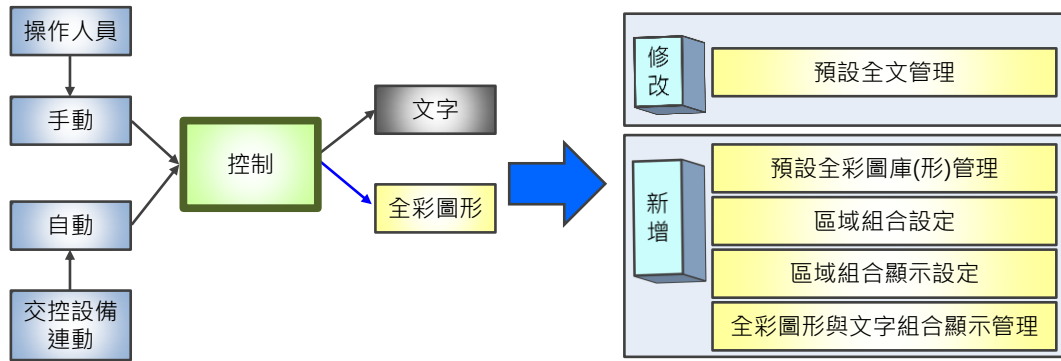 操作人員
手動
自動
交控設備
連動
控制
文字
全彩圖形
修
改
預設全文管理
新
增
預設全彩圖庫(形)管理
區域組合設定
區域組合顯示設定
全彩圖形與文字組合顯示管理